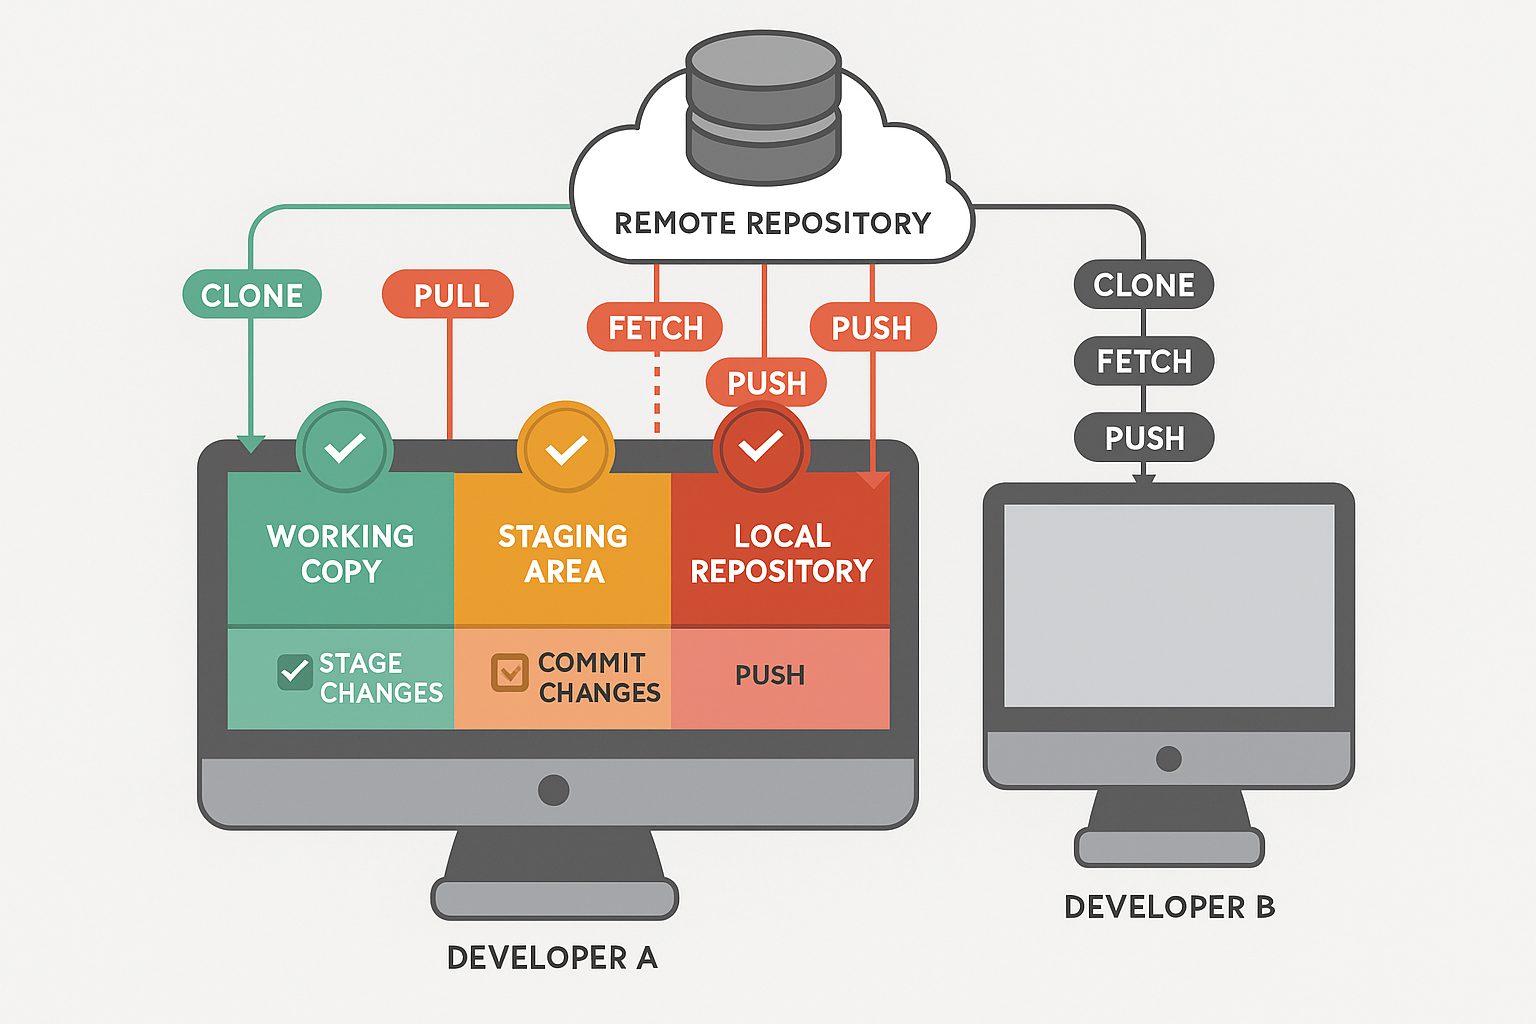 REMOTE REPOSITORY
CLONE
PULL
FETCH
PUSH
PUSH
CLONE
FETCH
PUSH
WORKING
COPY
STAGING
AREA
LOCAL
REPOSITORY
STAGE
CHANGES
COMMIT
CHANGES
PUSH
DEVELOPER A
DEVELOPER B